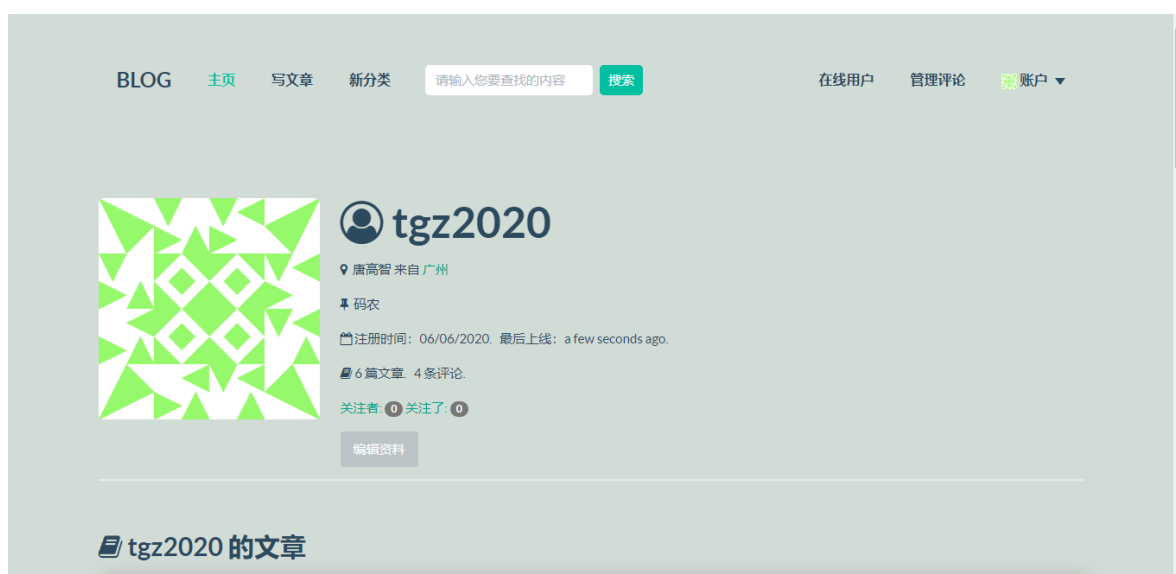 BLOG 主页 写文章 新分类 请输入您要查找的内容 搜索 在线用户 管理评论 账户
tgz2020
唐高智 来自 广州
码农
注册时间：06/06/2020. 最后上线：a few seconds ago.
6 篇文章. 4 条评论.
关注者: 0 关注了: 0
编辑资料
tgz2020 的文章